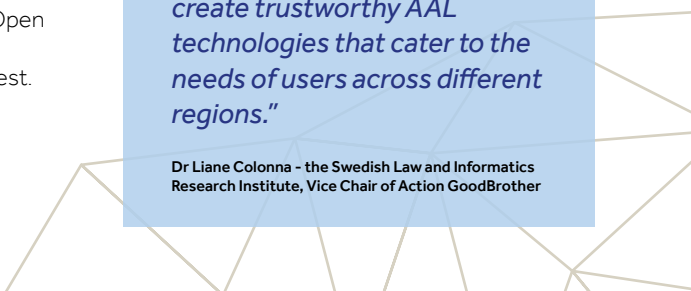 Open
est.
create trustworthy AAL
technologies that cater to the
needs of users across different
regions."
Dr Liane Colonna - the Swedish Law and Informatics
Research Institute, Vice Chair of Action GoodBrother